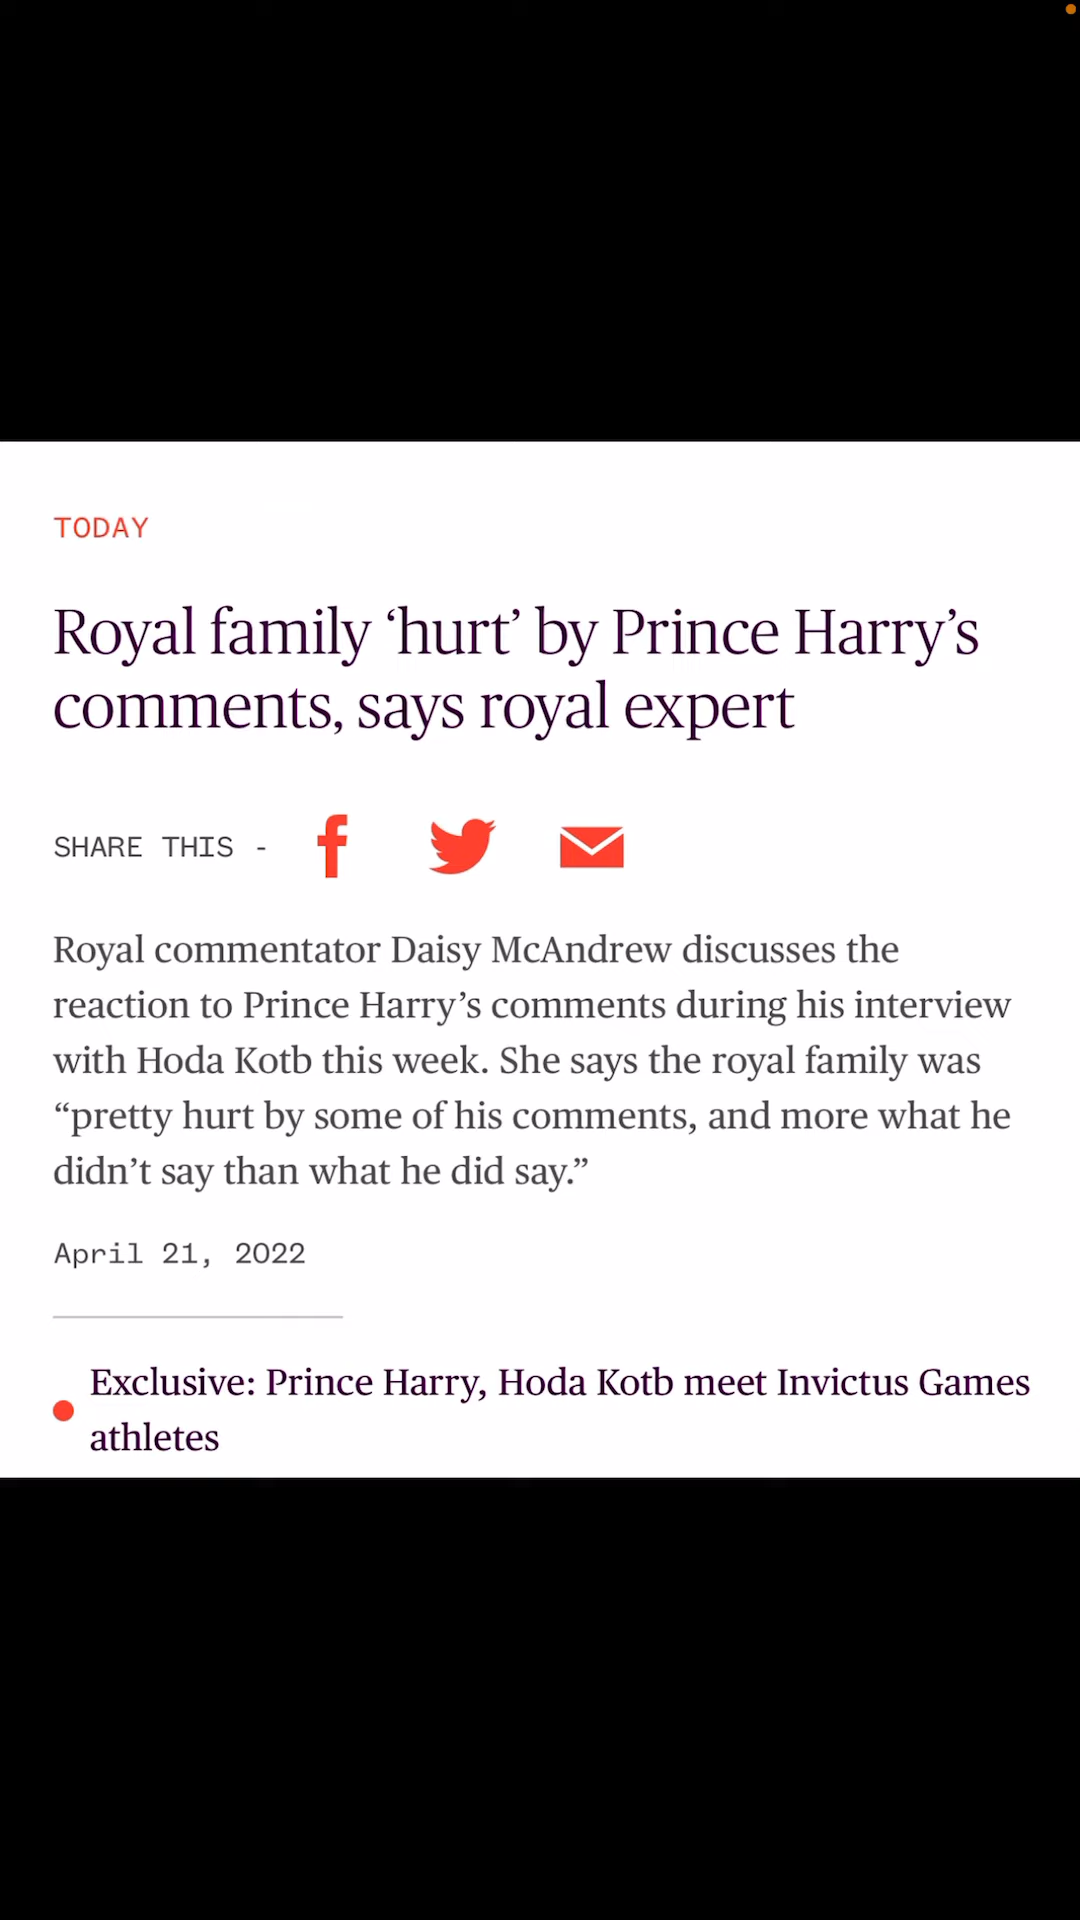 TODAY
Royal family ‘hurt’ by Prince Harry’s
comments, says royal expert
SHARE THIS -
Royal commentator Daisy McAndrew discusses the
reaction to Prince Harry’s comments during his interview
with Hoda Kotb this week. She says the royal family was
“pretty hurt by some of his comments, and more what he
didn’t say than what he did say.”
April 21, 2022
Exclusive: Prince Harry, Hoda Kotb meet Invictus Games
athletes